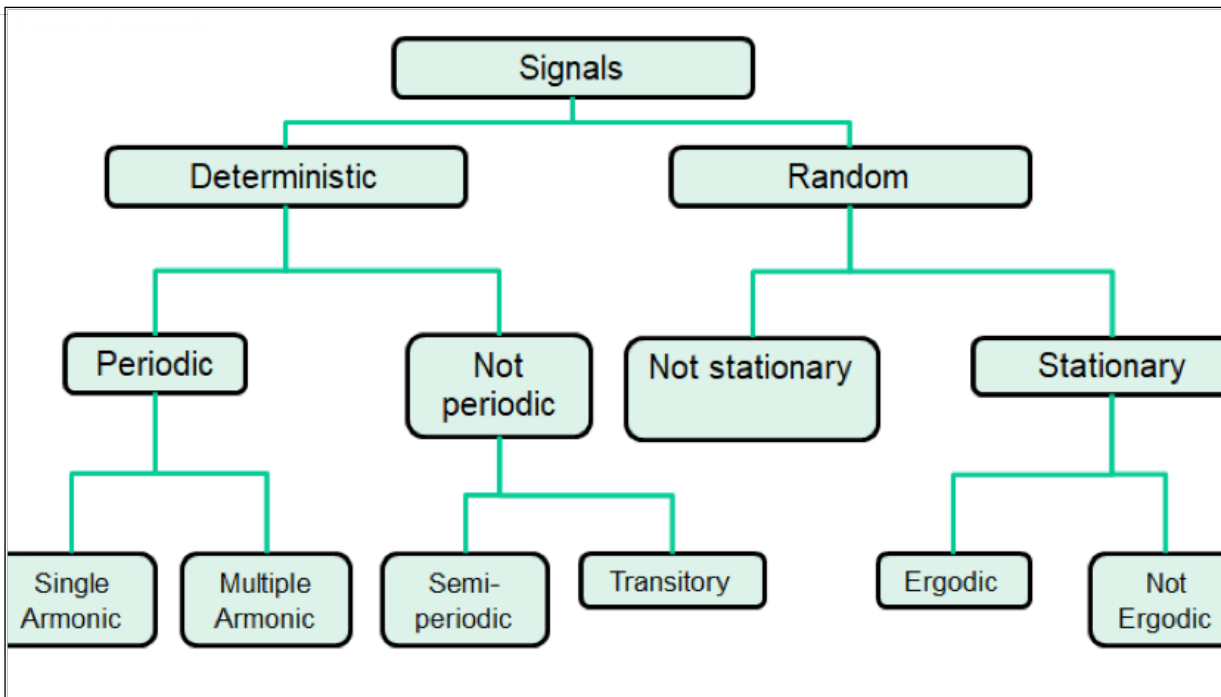 Signals
Deterministic
Random
Periodic
Not
periodic
Not stationary
Stationary
Single
Armonic
Multiple
Armonic
Semi-
periodic
Transitory
Ergodic
Not
Ergodic